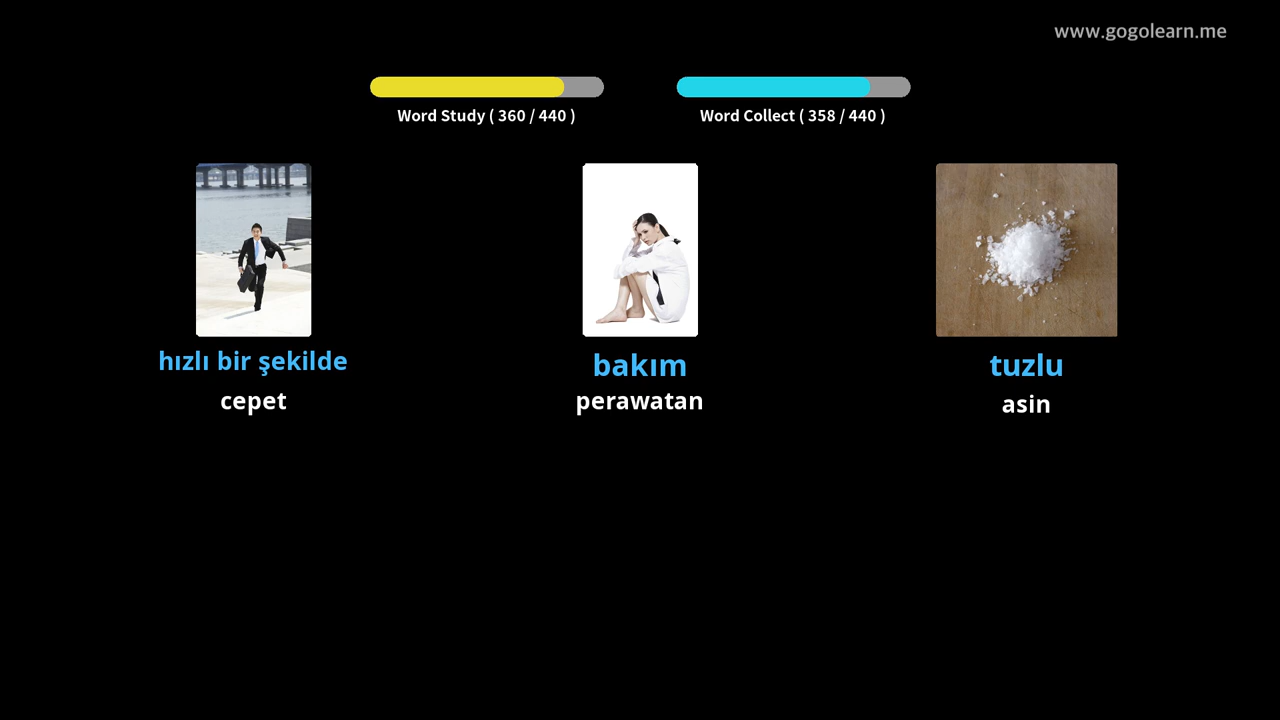 www.gogolearn.me
Word Study ( 360 / 440 )
Word Collect ( 358 / 440 )
hızlı bir şekilde
cepet
bakım
perawatan
tuzlu
asin